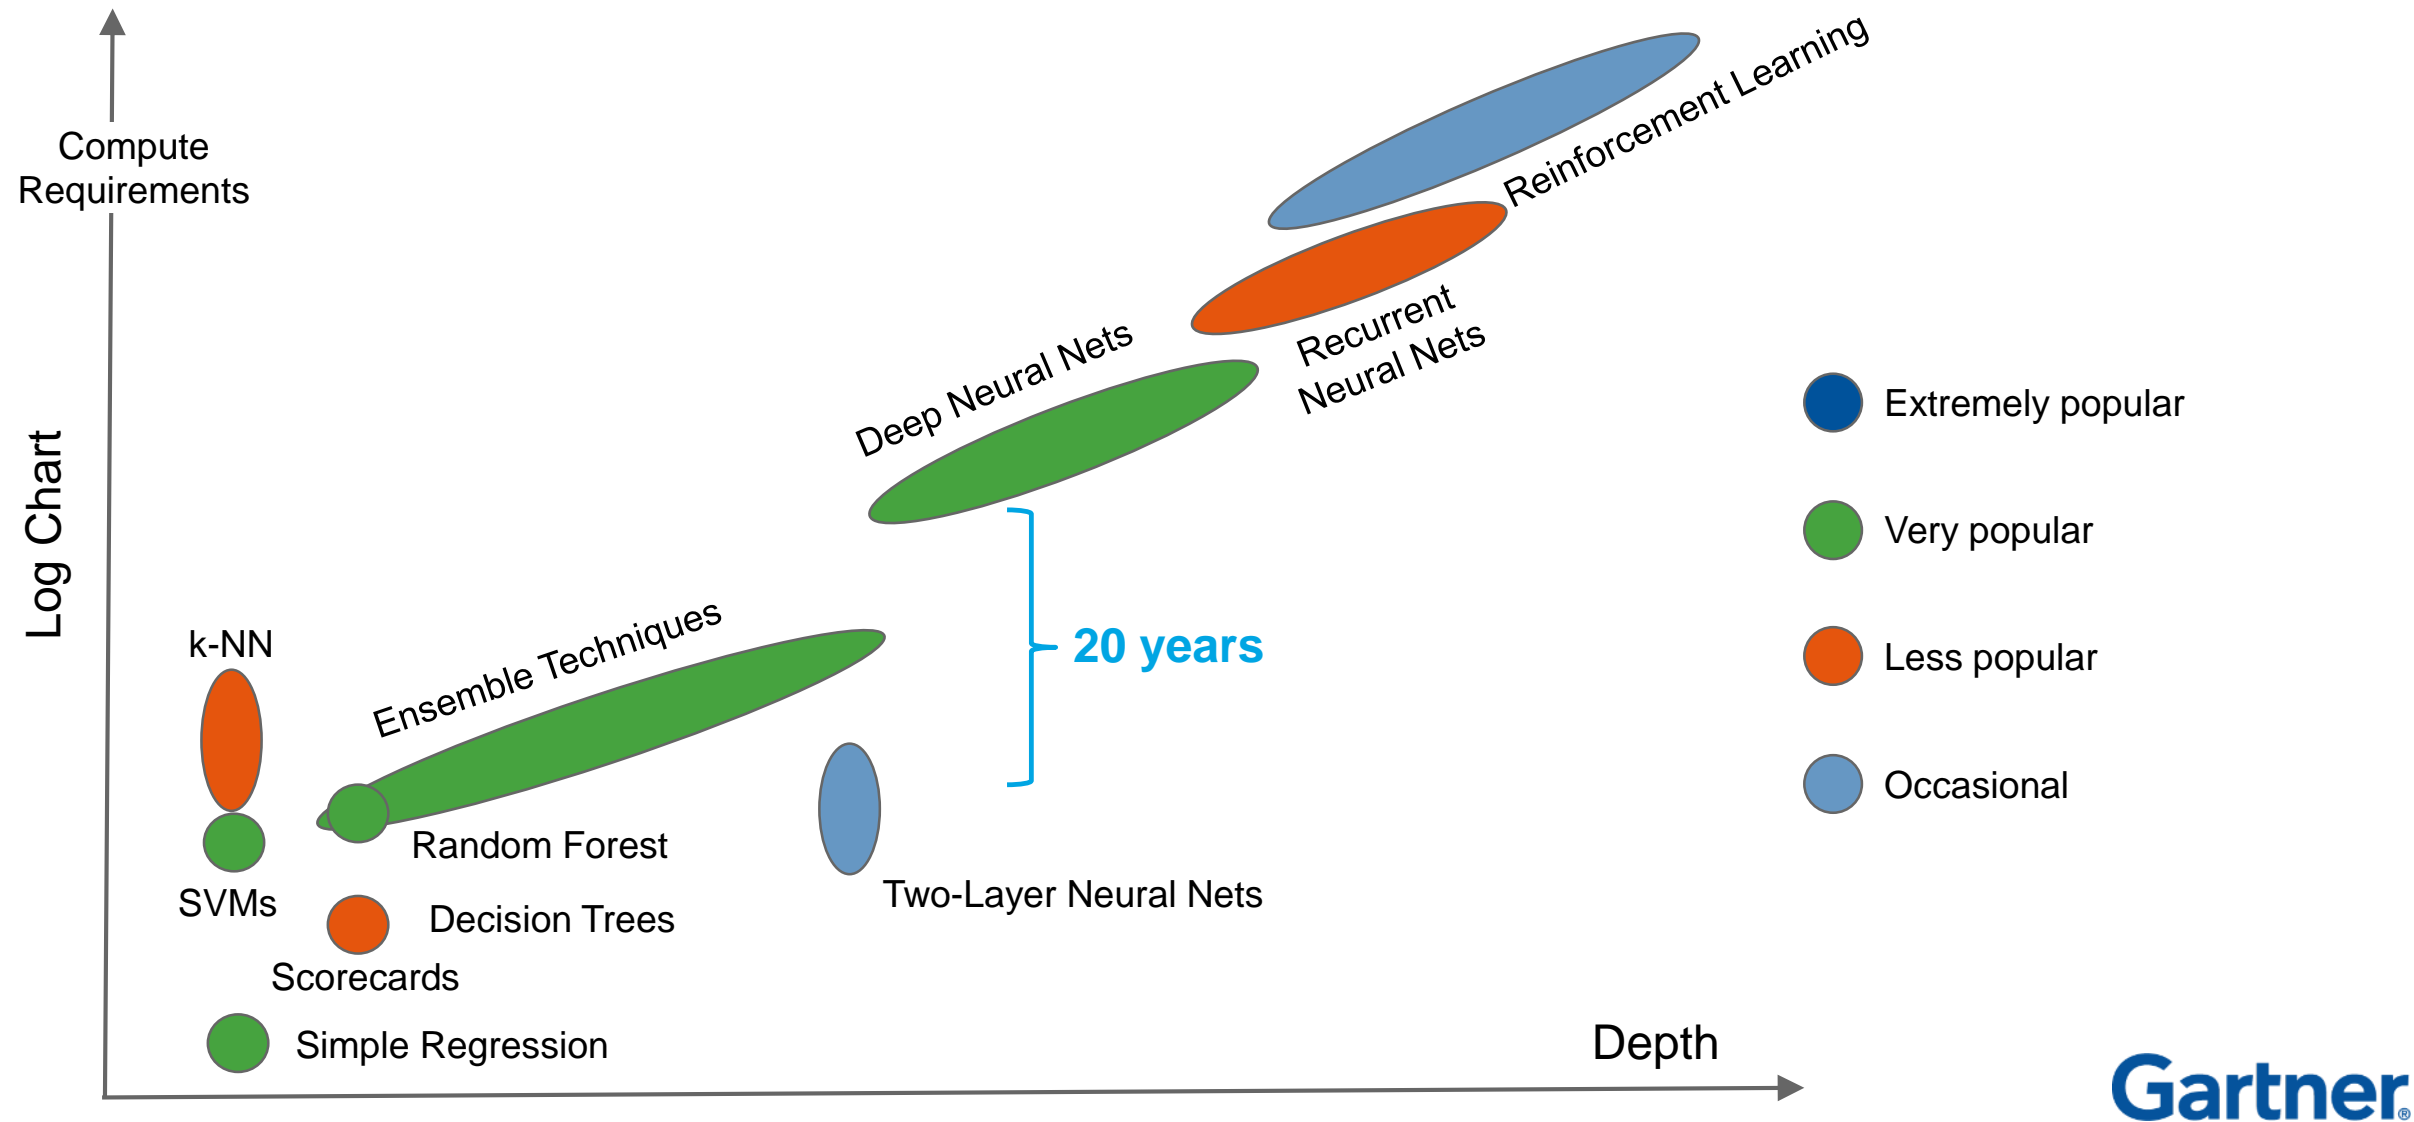 Compute
Requirements
Log Chart
Reinforcement Learning
Recurrent
Neural Nets
Deep Neural Nets
Extremely popular
Very popular
Less popular
Occasional
20 years
Ensemble Techniques
k-NN
SVMs
Random Forest
Decision Trees
Two-Layer Neural Nets
Scorecards
Simple Regression
Depth
Gartner®